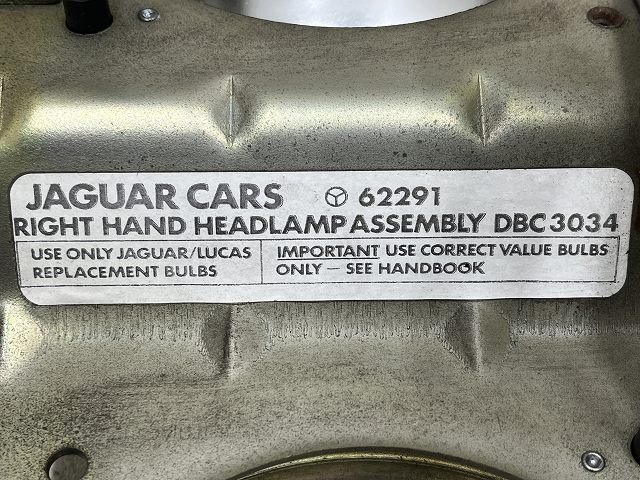 JAGUAR CARS 62291
RIGHT HAND HEADLAMP ASSEMBLY DBC 3034
USE ONLY JAGUAR/LUCAS
REPLACEMENT BULBS
IMPORTANT USE CORRECT VALUE BULBS
ONLY — SEE HANDBOOK